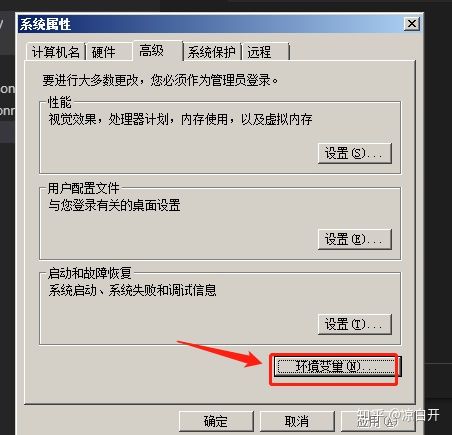 系统属性
计算机名 硬件 高级 系统保护 远程
on
onr
要进行大多数更改，您必须作为管理员登录。
性能
视觉效果，处理器计划，内存使用，以及虚拟内存
设置(S)...
用户配置文件
与您登录有关的桌面设置
设置(E)...
启动和故障恢复
系统启动、系统失败和调试信息
设置(T)...
环境变量(N)...
确定 取消 应用(A)
知乎 @凉白开